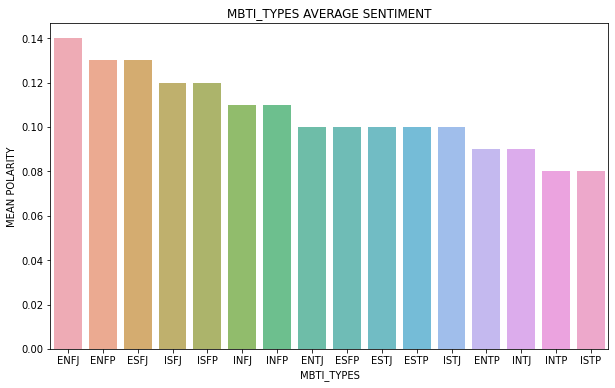 MBTI_TYPES AVERAGE SENTIMENT
0.14
0.12
0.10
0.08
0.06
0.04
0.02
0.00
MEAN POLARITY
ENFJ ENFP ESFJ ISFJ ISFP INFJ INFP ENTJ ESFP ESTJ ESTP ISTJ ENTP INTJ INTP ISTP
MBTI_TYPES